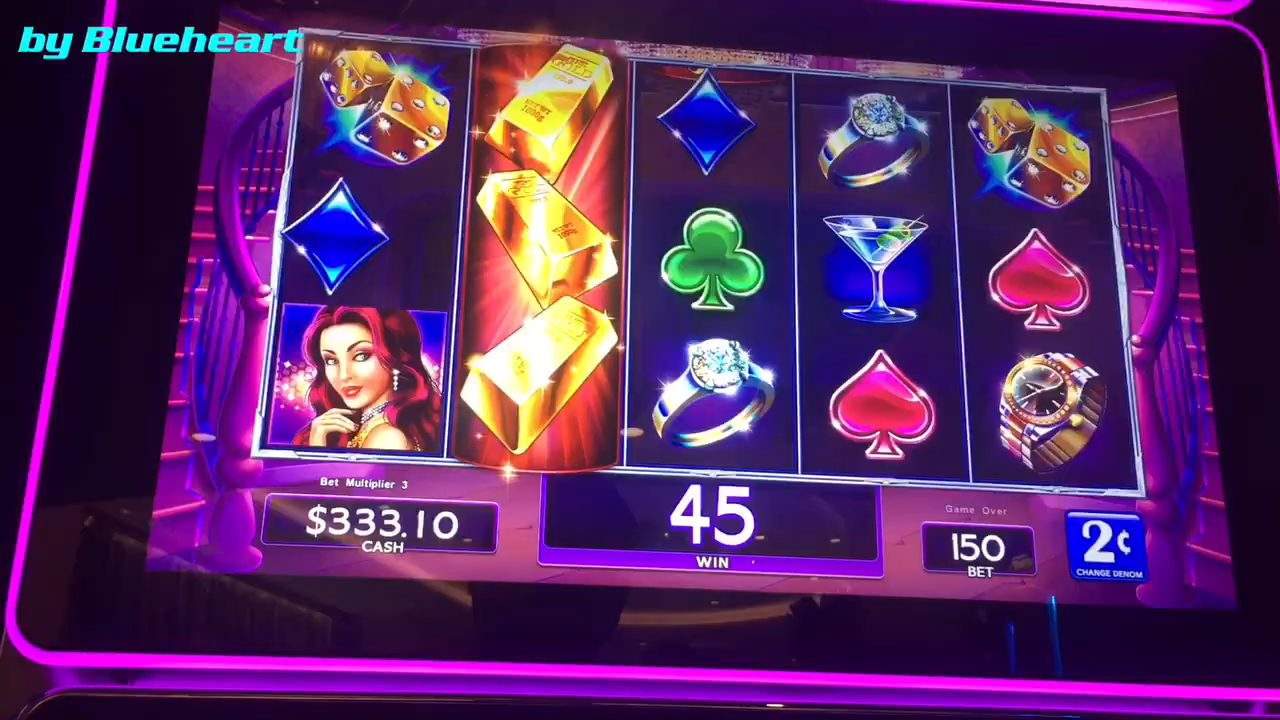 by Blueheart
Bet Multiplier 3
$333.10
CASH
45
WIN
Game Over
150
BET
2¢
CHANGE DENOM